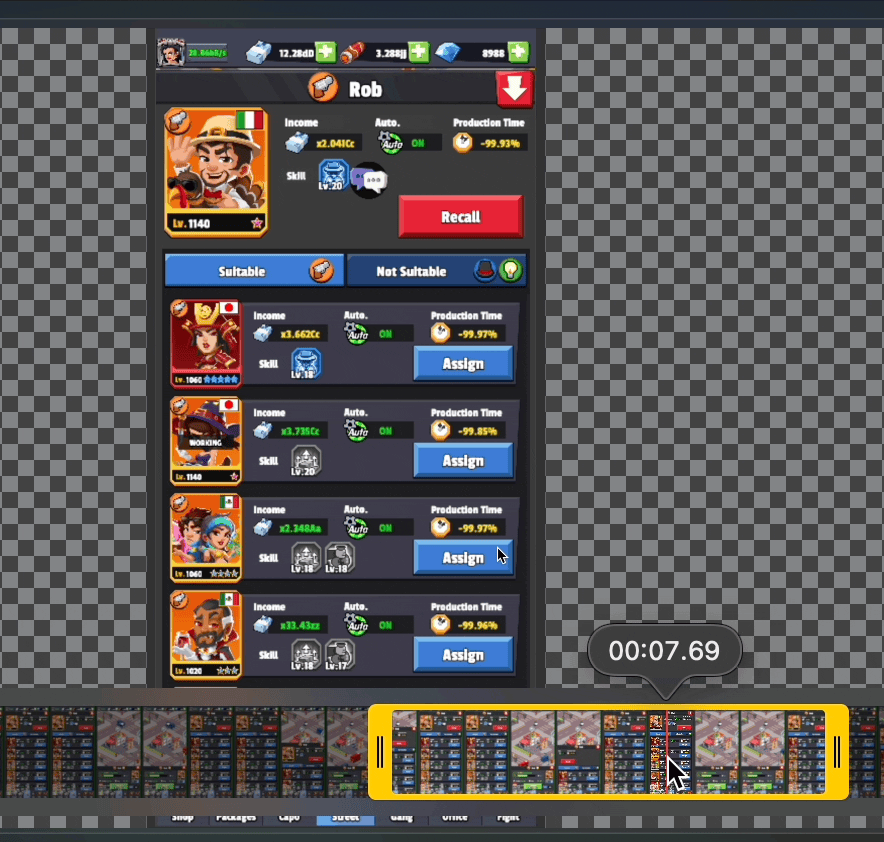 28.06bB/s 12.28dD 3.288jj 8988
Rob
Income Auto. Production Time
x2.041Cc Auto ON -99.93%
Skill Lv.20
Lv. 1140
Recall
Suitable Not Suitable
Income Auto. Production Time
x3.662Cc Auto ON -99.97%
Skill Lv.18 Assign
Lv. 1060
Income Auto. Production Time
WORKING x3.735Cc Auto ON -99.85%
Skill Lv.20 Assign
Lv. 1140
Income Auto. Production Time
x2.348Aa Auto ON -99.97%
Skill Lv.18 Lv.18 Assign
Lv. 1060
Income Auto. Production Time
x33.43zz Auto ON -99.96%
Skill Lv.18 Lv.17 Assign
Lv. 1020
00:07.69
Shop Packages Capo Street Gang Office Fight